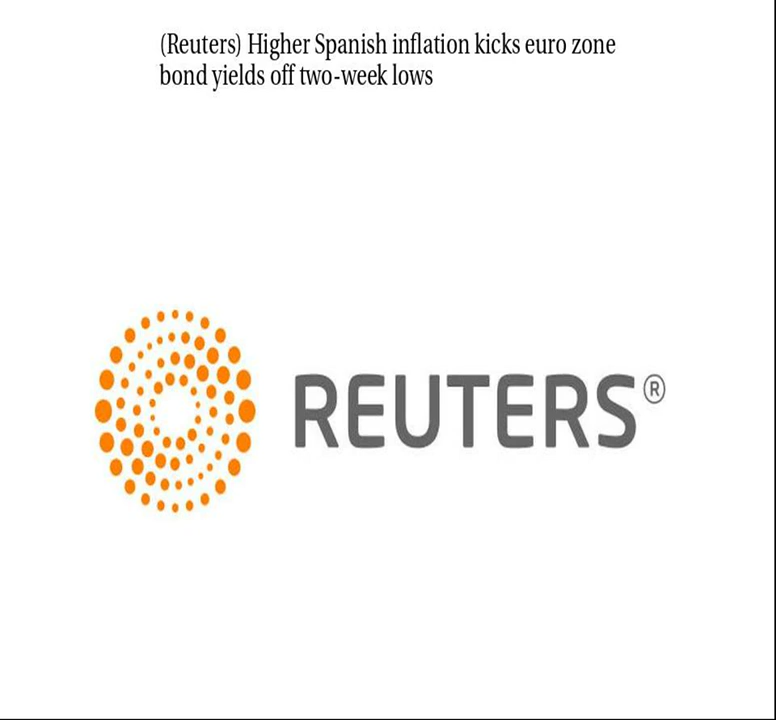 (Reuters) Higher Spanish inflation kicks euro zone
bond yields off two-week lows
REUTERS®